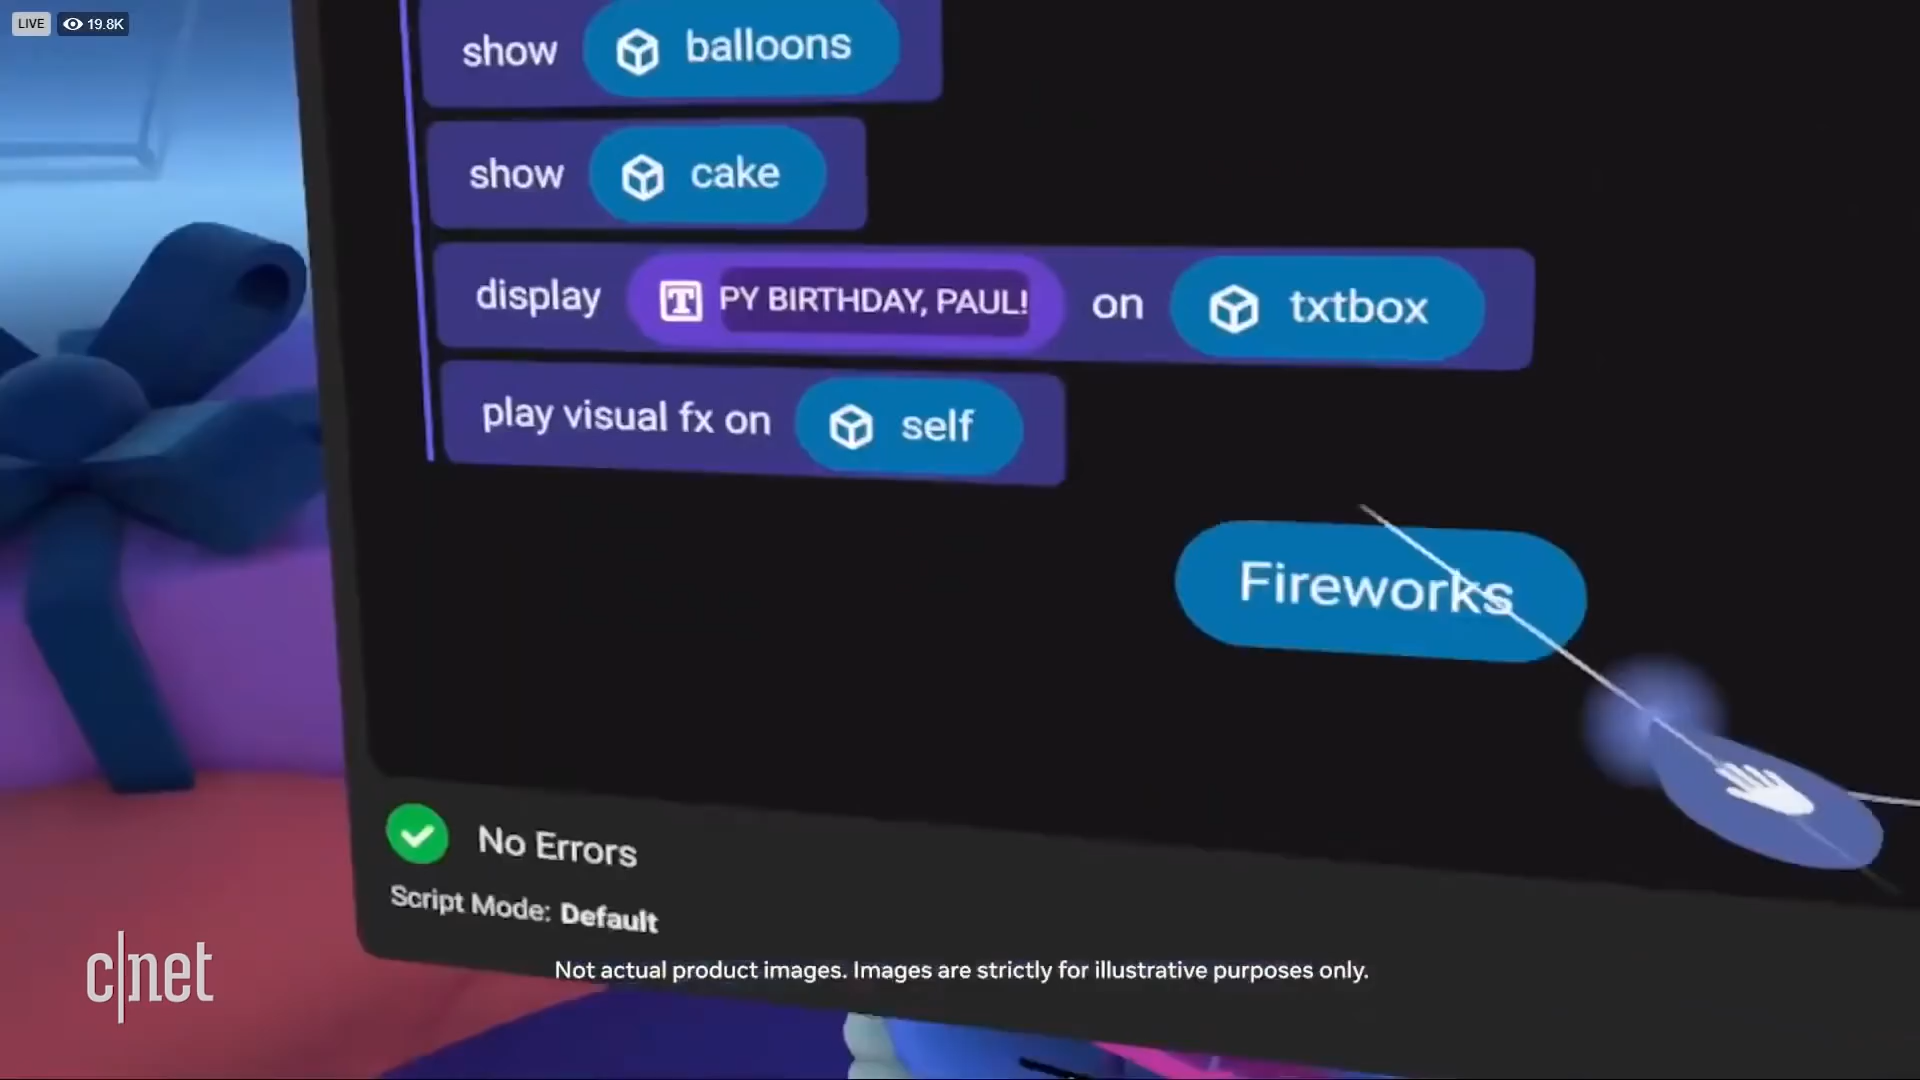 LIVE 19.8K
show balloons
show cake
display PY BIRTHDAY, PAUL! on txtbox
play visual fx on self
Fireworks
No Errors
Script Mode: Default
c|net
Not actual product images. Images are strictly for illustrative purposes only.